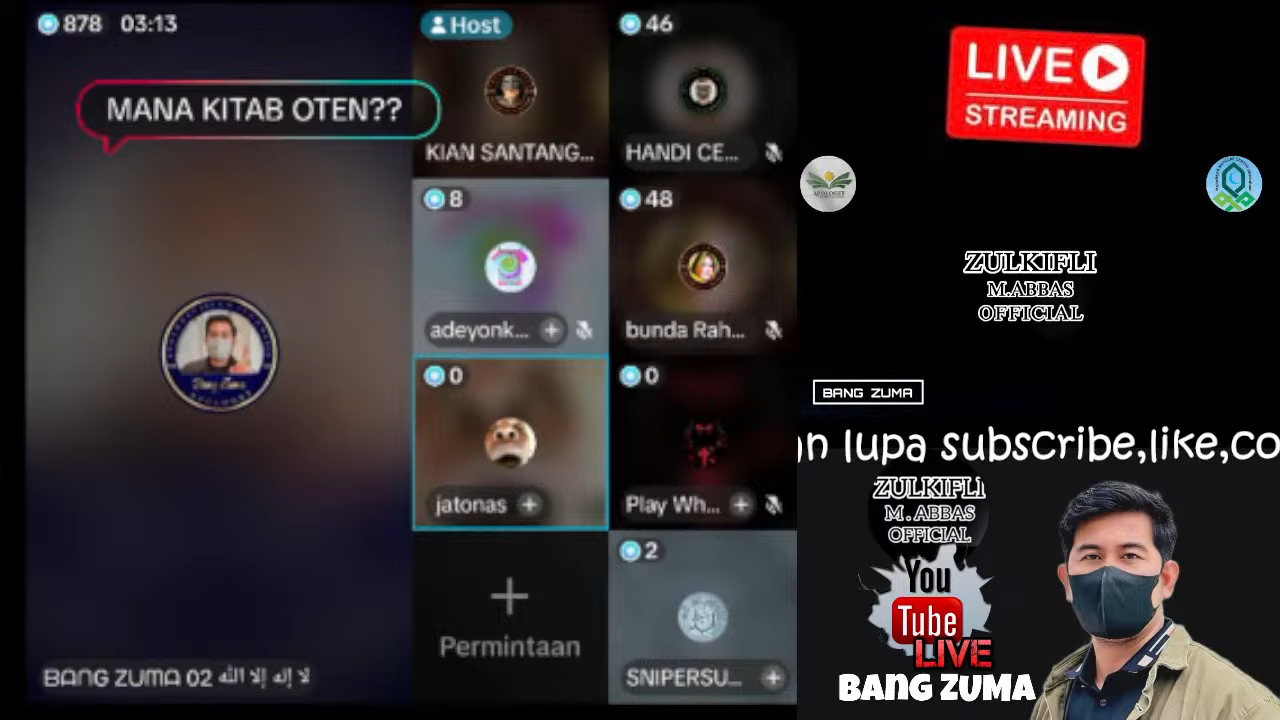 878 03:13
MANA KITAB OTEN??
BANG ZUMA 02 لا إله إلا الله
Host
KIAN SANTANG...
46
HANDI CE...
8
adeyonk...
48
bunda Rah...
0
jatonas
0
Play Wh...
Permintaan
2
SNIPERSU...
LIVE
STREAMING
ZULKIFLI
M.ABBAS
OFFICIAL
BANG ZUMA
n lupa subscribe,like,co
ZULKIFLI
M.ABBAS
OFFICIAL
You
Tube
LIVE
BANG ZUMA
Bang Zuma